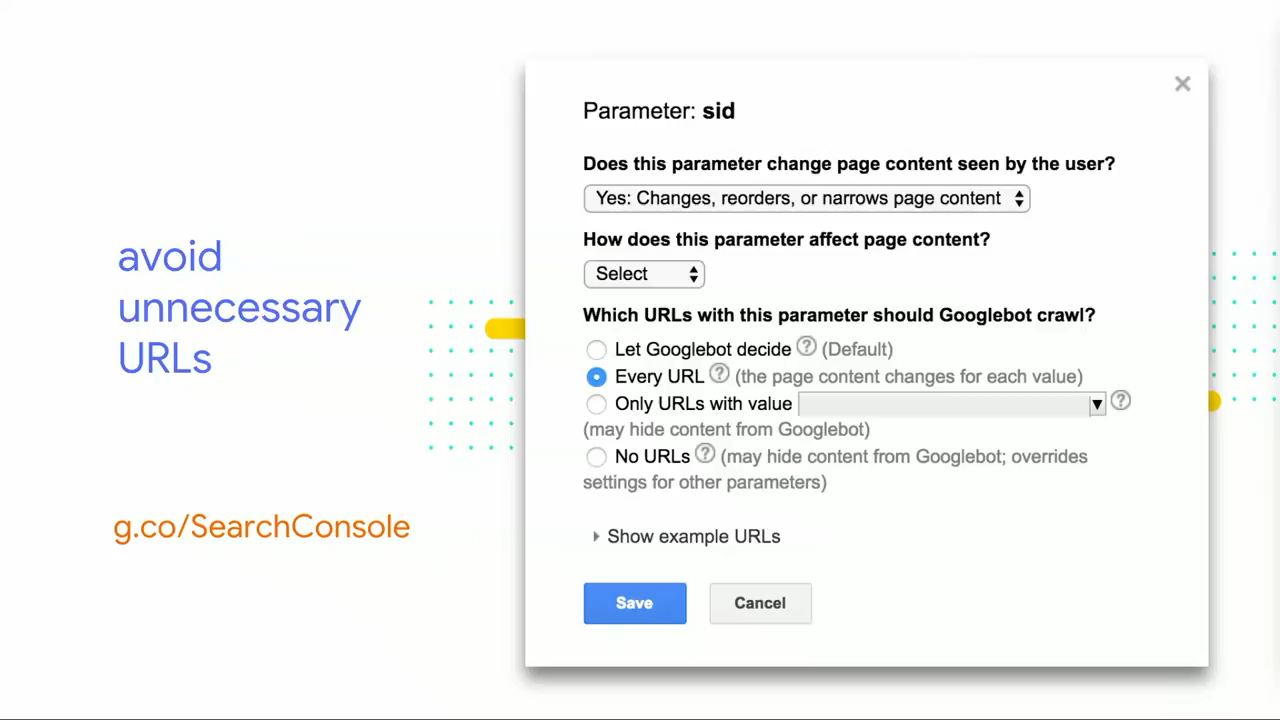 avoid
unnecessary
URLs
g.co/SearchConsole
Parameter: sid
Does this parameter change page content seen by the user?
Yes: Changes, reorders, or narrows page content
How does this parameter affect page content?
Select
Which URLs with this parameter should Googlebot crawl?
Let Googlebot decide ? (Default)
Every URL ? (the page content changes for each value)
Only URLs with value ?
(may hide content from Googlebot)
No URLs ? (may hide content from Googlebot; overrides
settings for other parameters)
Show example URLs
Save Cancel